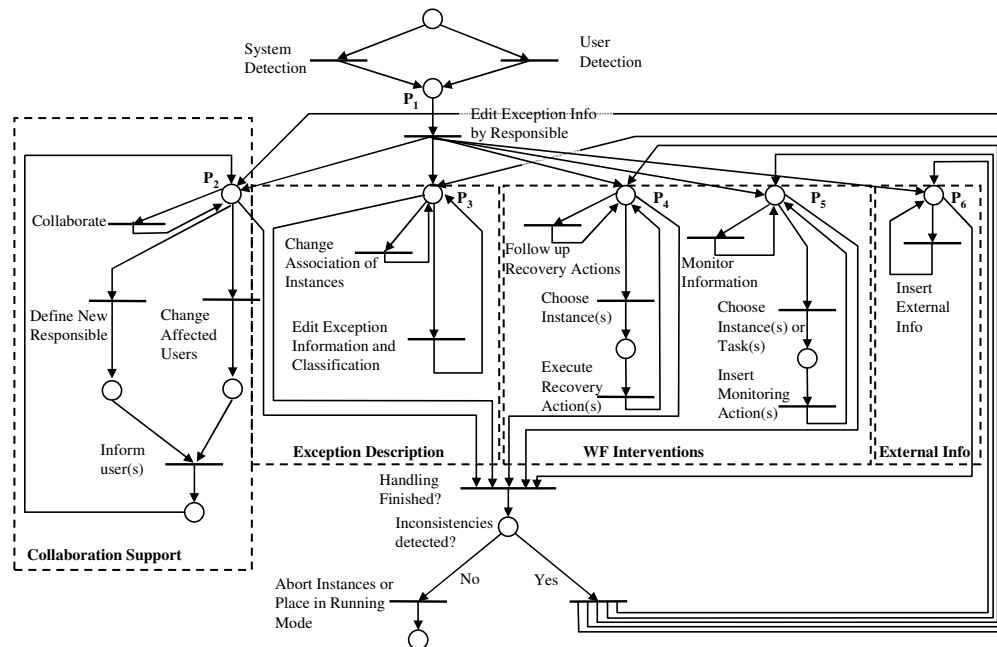 System
Detection
User
Detection
P1
Edit Exception Info
by Responsible
P2
P3
P4
P5
P6
Collaborate
Change
Association of
Instances
Follow up
Recovery Actions
Monitor
Information
Insert
External
Info
Define New
Responsible
Change
Affected
Users
Edit Exception
Information and
Classification
Choose
Instance(s)
Choose
Instance(s) or
Task(s)
Execute
Recovery
Action(s)
Insert
Monitoring
Action(s)
Inform
user(s)
Exception Description
WF Interventions
External Info
Handling
Finished?
Inconsistencies
detected?
Collaboration Support
No
Yes
Abort Instances or
Place in Running
Mode